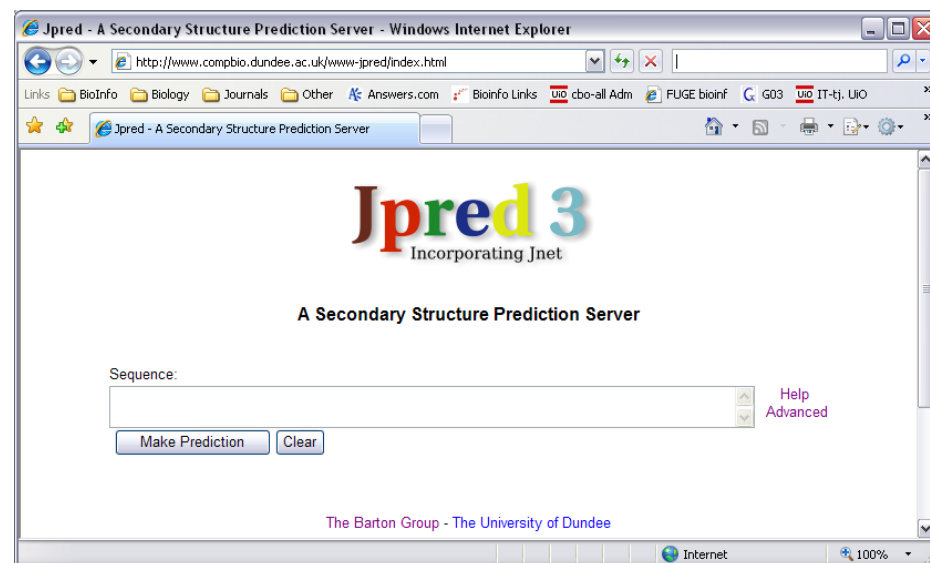 Jpred - A Secondary Structure Prediction Server - Windows Internet Explorer
http://www.compbio.dundee.ac.uk/www-jpred/index.html
Links BioInfo Biology Journals Other Answers.com Bioinfo Links UiO cbo-all Adm FUGE bioinf G03 UiO IT-tj. UiO »
Jpred - A Secondary Structure Prediction Server »
Jpred 3
Incorporating Jnet
A Secondary Structure Prediction Server
Sequence:
Help
Advanced
Make Prediction Clear
The Barton Group - The University of Dundee
Internet 100%